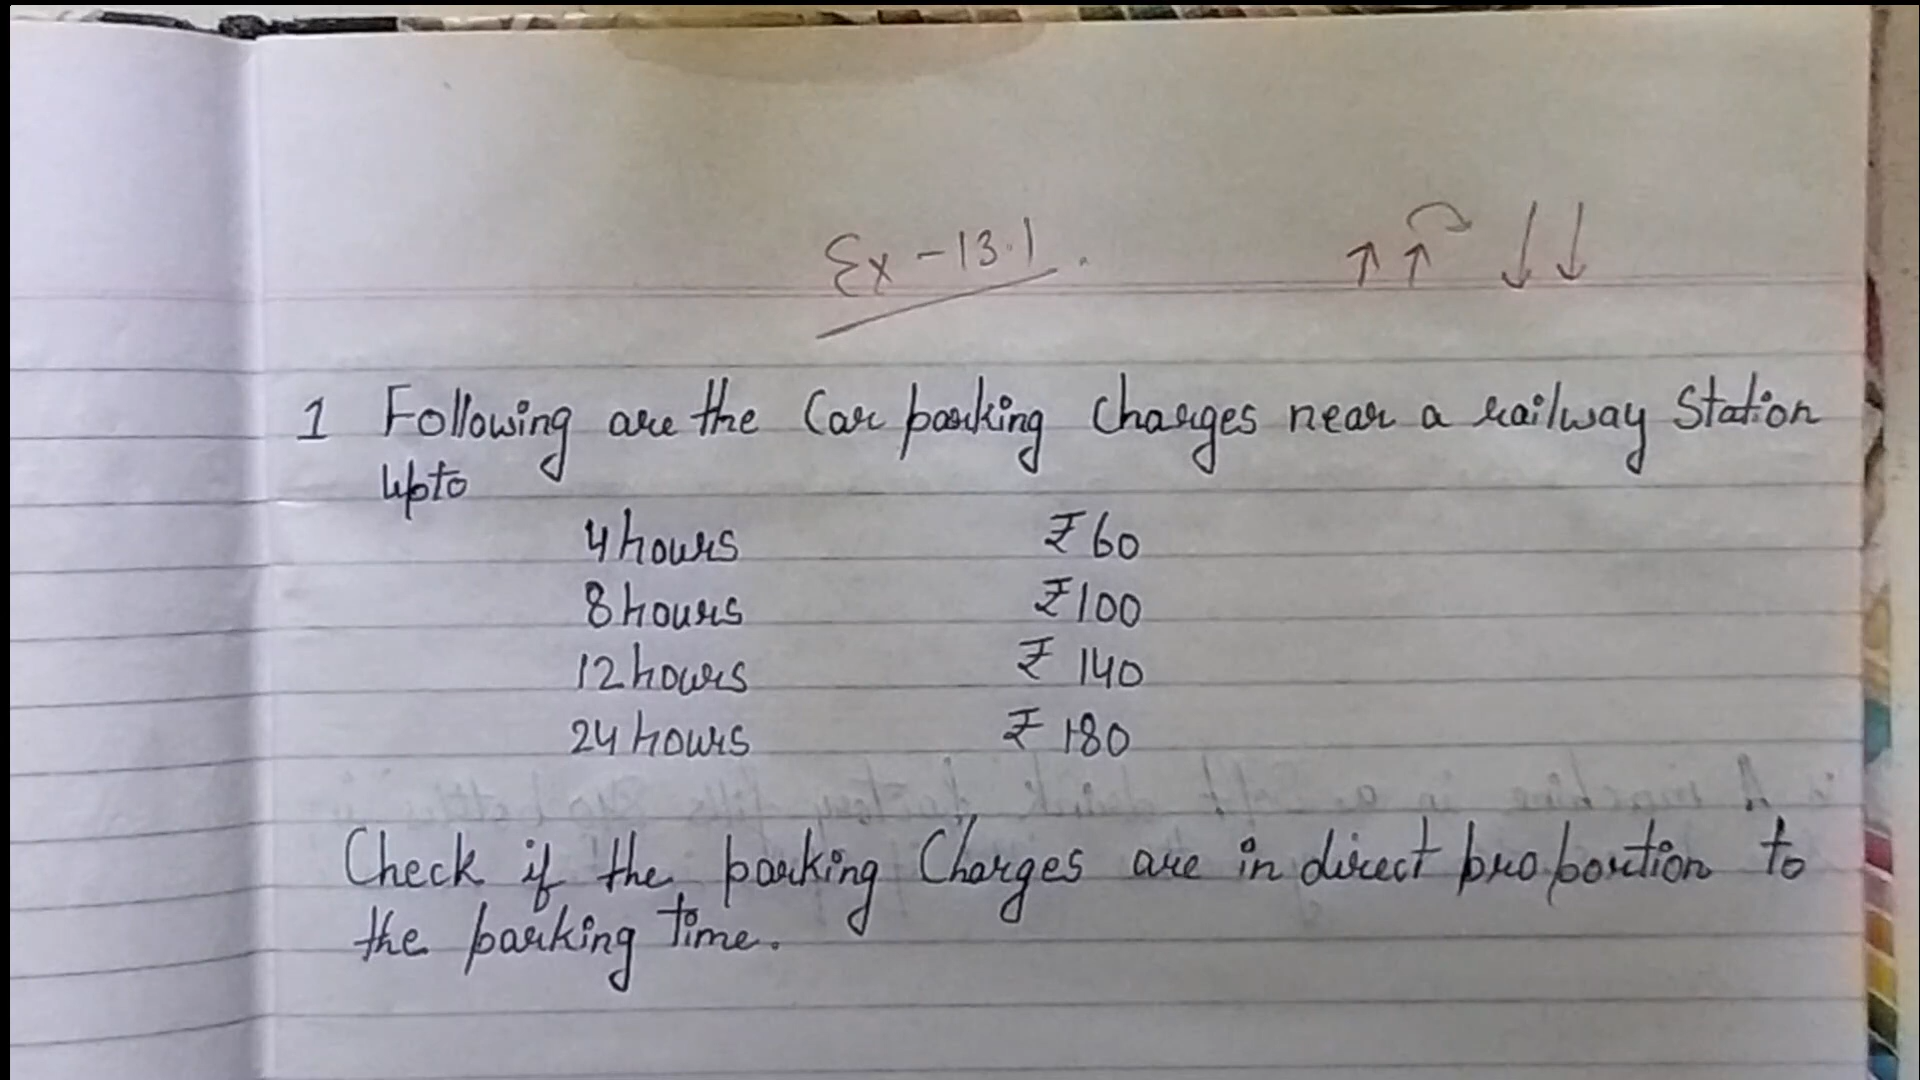 Ex - 13.1.
1 Following are the Car parking Charges near a railway Station
upto
4 hours ₹ 60
8 hours ₹ 100
12 hours ₹ 140
24 hours ₹ 180
Check if the parking Charges are in direct proportion to
the parking Time.